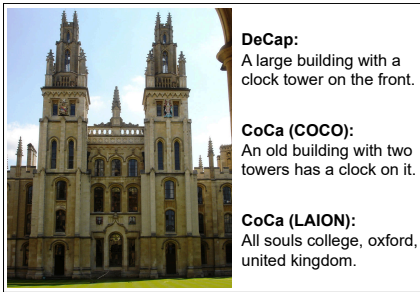 DeCap:
A large building with a
clock tower on the front.
CoCa (COCO):
An old building with two
towers has a clock on it.
CoCa (LAION):
All souls college, oxford,
united kingdom.